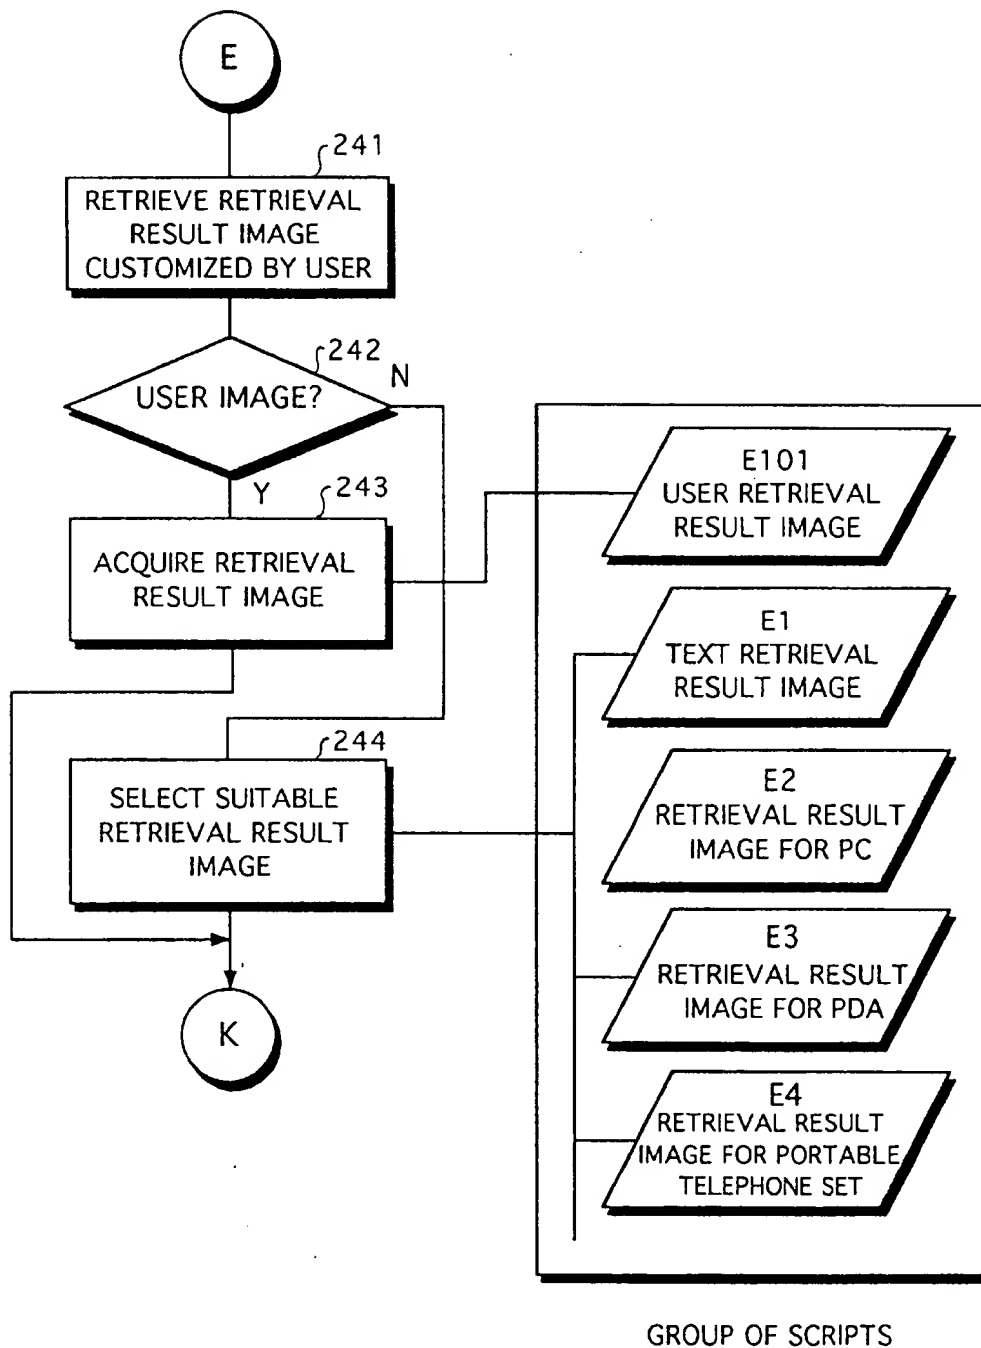 E
241
RETRIEVE RETRIEVAL
RESULT IMAGE
CUSTOMIZED BY USER
242
USER IMAGE?
N
Y
243
ACQUIRE RETRIEVAL
RESULT IMAGE
244
SELECT SUITABLE
RETRIEVAL RESULT
IMAGE
K
E101
USER RETRIEVAL
RESULT IMAGE
E1
TEXT RETRIEVAL
RESULT IMAGE
E2
RETRIEVAL RESULT
IMAGE FOR PC
E3
RETRIEVAL RESULT
IMAGE FOR PDA
E4
RETRIEVAL RESULT
IMAGE FOR PORTABLE
TELEPHONE SET
GROUP OF SCRIPTS